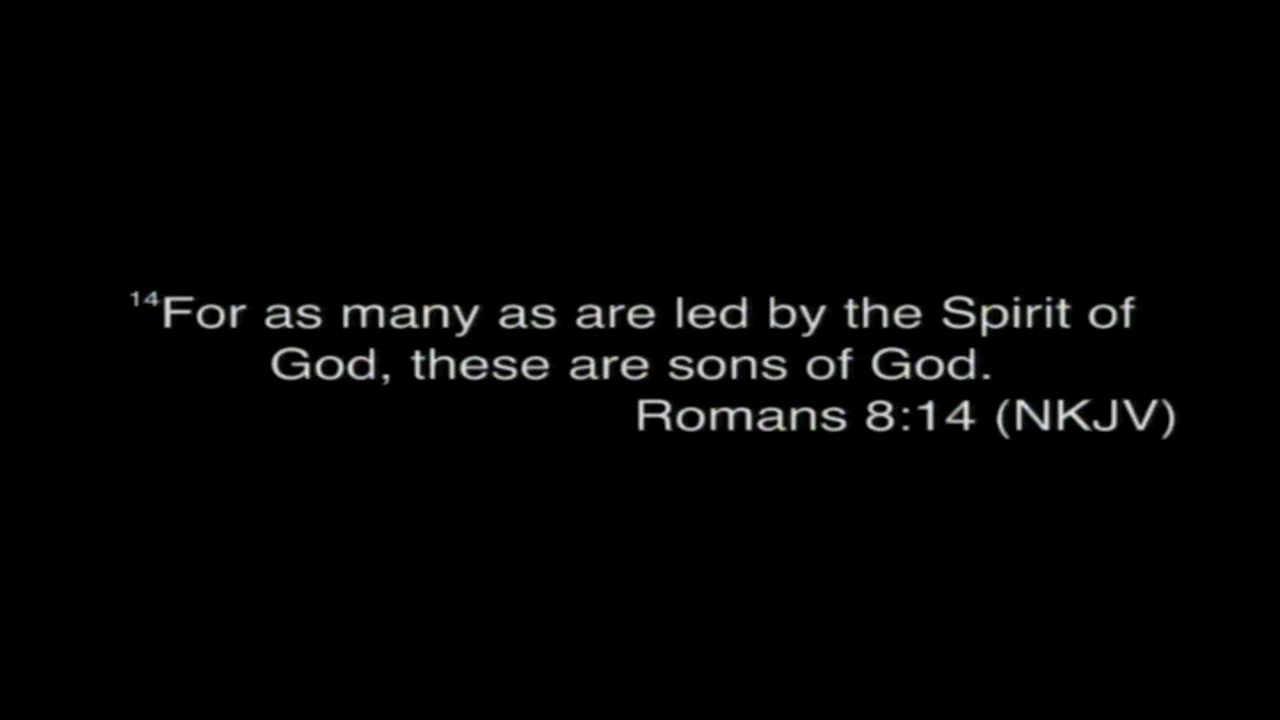 ¹⁴For as many as are led by the Spirit of
God, these are sons of God.
Romans 8:14 (NKJV)